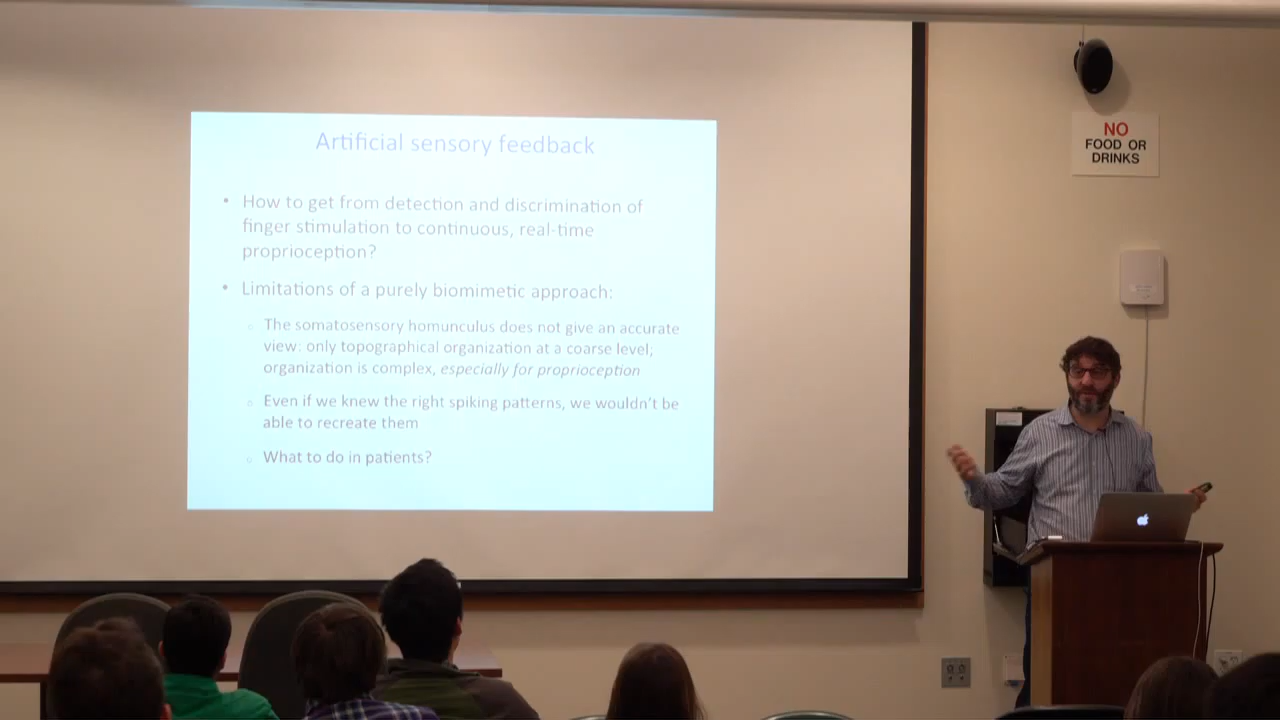 Artificial sensory feedback
• How to get from detection and discrimination of
finger stimulation to continuous, real-time
proprioception?
• Limitations of a purely biomimetic approach:
○ The somatosensory homunculus does not give an accurate
view: only topographical organization at a coarse level;
organization is complex, especially for proprioception
○ Even if we knew the right spiking patterns, we wouldn't be
able to recreate them
○ What to do in patients?
NO
FOOD OR
DRINKS